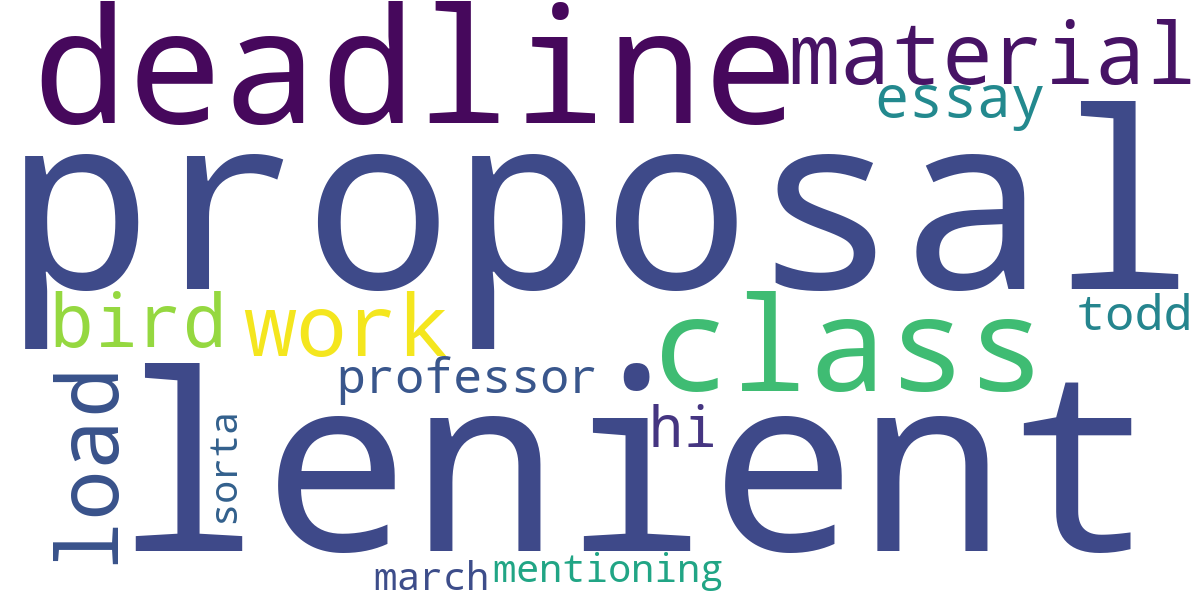 deadline material
essay
proposal
bird work class todd
professor
load sorta lenient hi
march mentioning